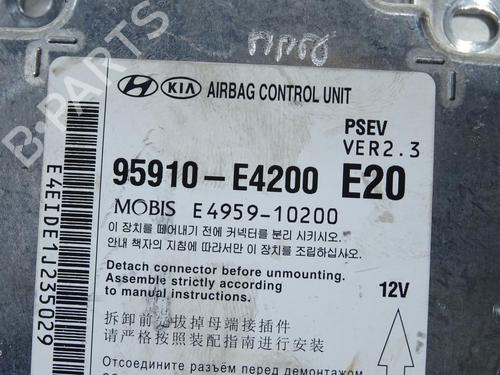 B-PARTS
HYUNDAI KIA AIRBAG CONTROL UNIT
PSEV
VER2.3
95910-E4200 E20
MOBIS E4959-10200
이 장치를 떼어내기 전에 커넥터를 분리 시키시오.
안내 책자의 지침에 따라서만 이 장치를 조립하십시오.
Detach connector before unmounting.
Assemble strictly according
to manual instructions.
12V
拆卸前先拔掉母端接插件
请严格按照装配指南进行安装
Отсоедините разъем перед демонтажом
E4EIDE1J235029